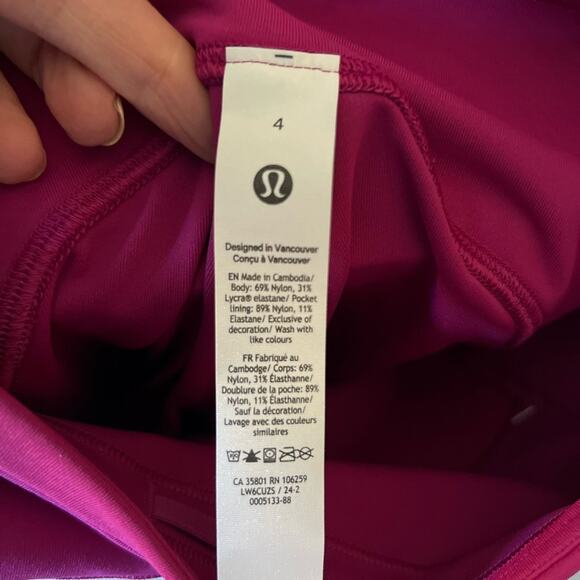 4
Designed in Vancouver
Conçu à Vancouver
EN Made in Cambodia/
Body: 69% Nylon, 31%
Lycra® elastane/ Pocket
lining: 89% Nylon, 11%
Elastane/ Exclusive of
decoration/ Wash with
like colours
FR Fabriqué au
Cambodge/ Corps: 69%
Nylon, 31% Élasthanne/
Doublure de la poche: 89%
Nylon, 11% Élasthanne/
Sauf la décoration/
Lavage avec des couleurs
similaires
CA 35801 RN 106259
LW6CUZS / 24-2
0005133-88